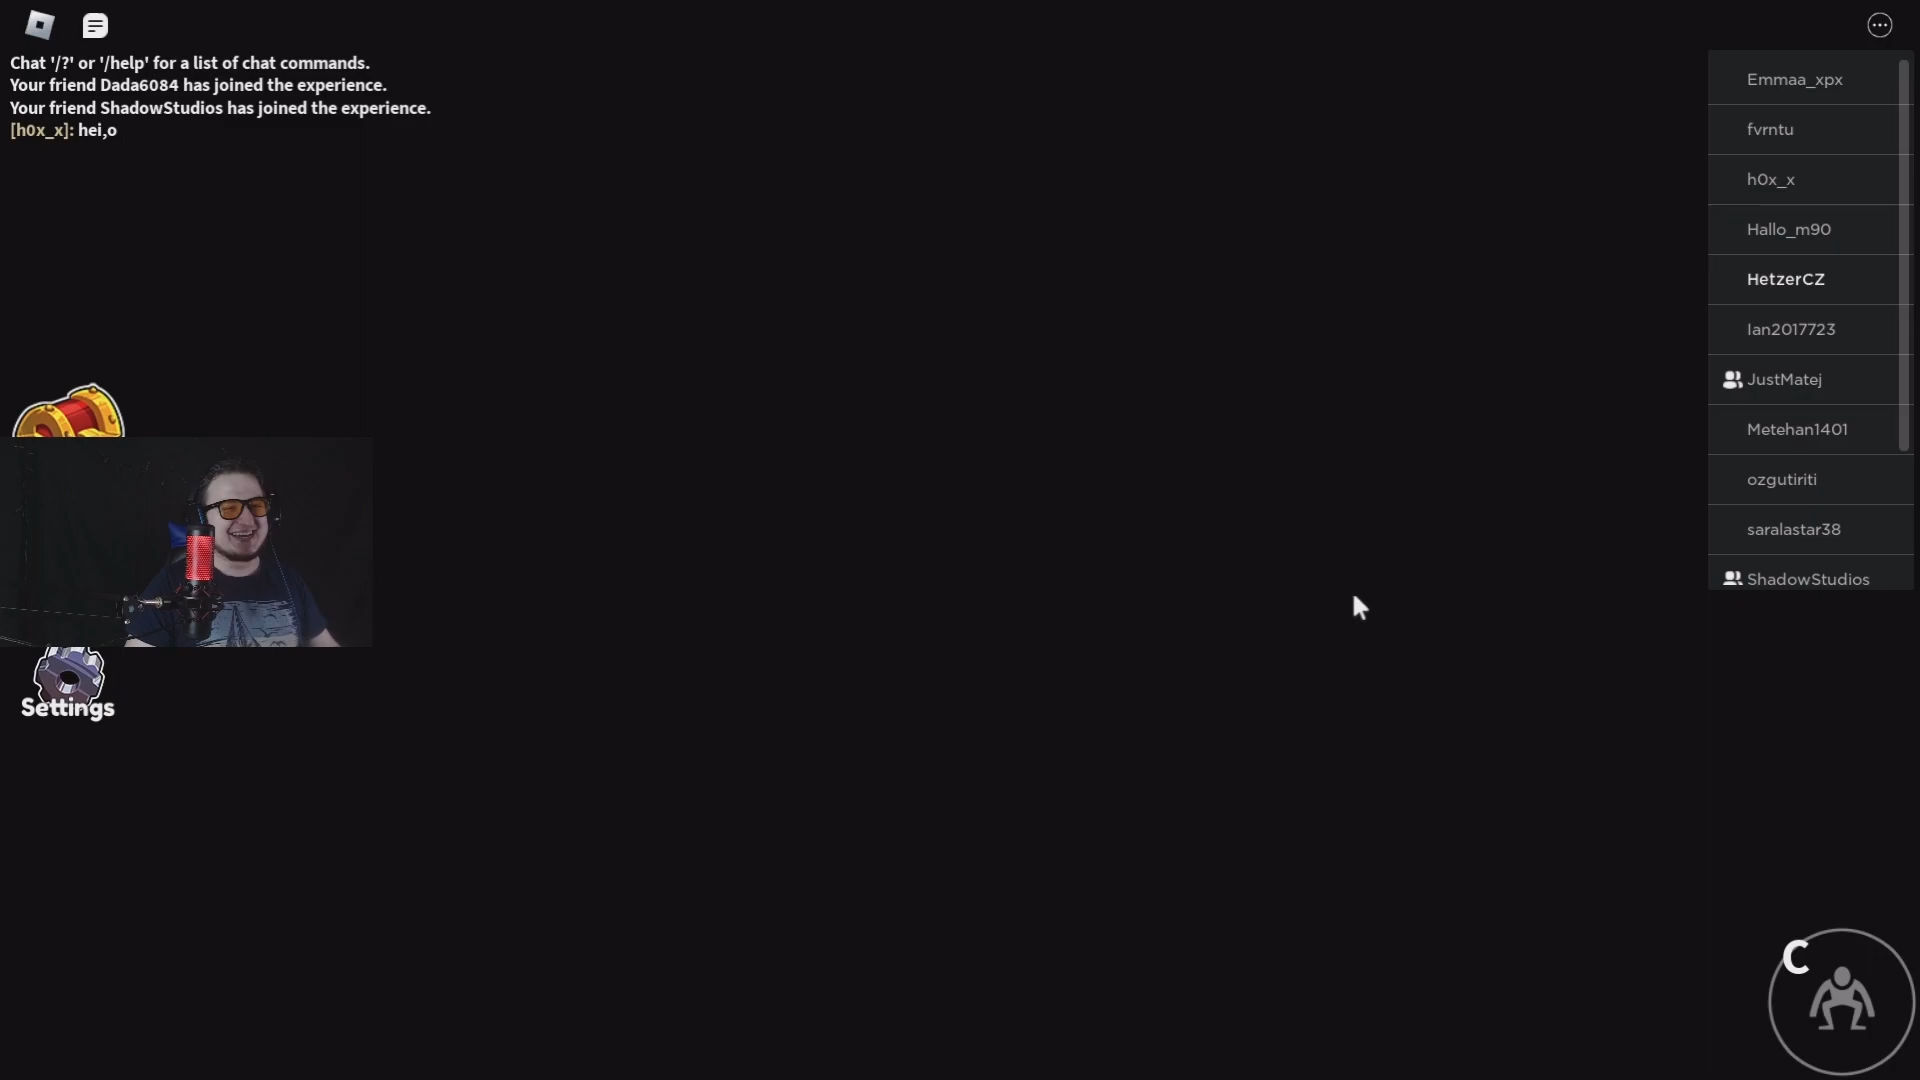 Chat '/?' or '/help' for a list of chat commands.
Your friend Dada6084 has joined the experience.
Your friend ShadowStudios has joined the experience.
[h0x_x]: hei,o
Emmaa_xpx
fvrntu
h0x_x
Hallo_m90
HetzerCZ
Ian2017723
JustMatej
Metehan1401
ozgutiriti
saralastar38
ShadowStudios
Settings
C